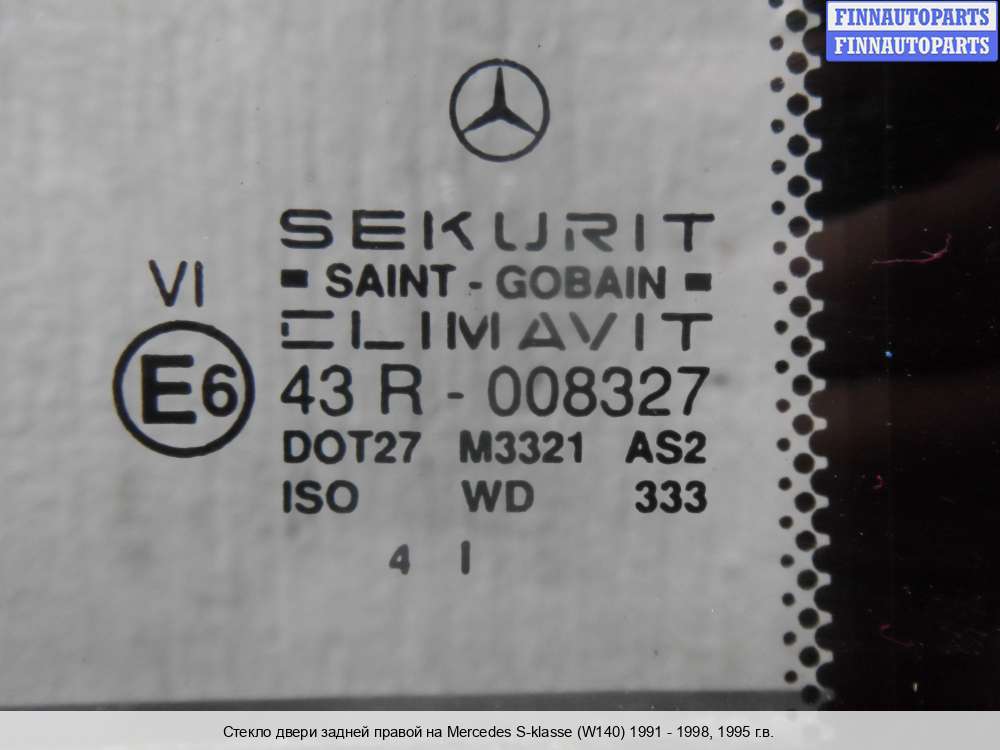 FINNAUTOPARTS
FINNAUTOPARTS
SEKURIT
SAINT - GOBAIN
VI
CLIMAVIT
E6 43 R - 008327
DOT27 M3321 AS2
ISO WD 333
4 I
Стекло двери задней правой на Mercedes S-klasse (W140) 1991 - 1998, 1995 г.в.